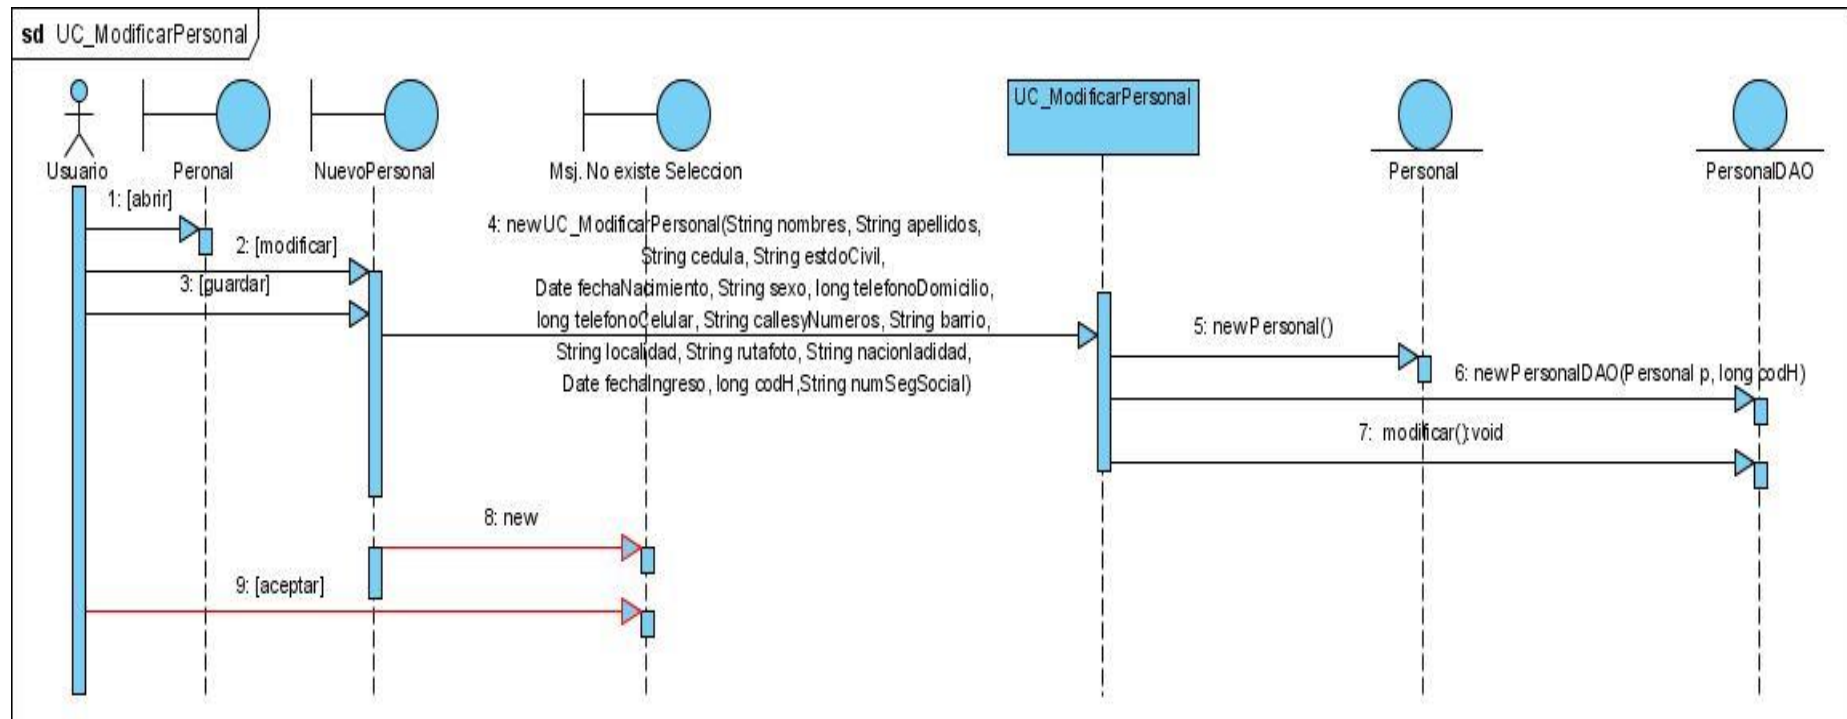 sd UC_ModificarPersonal
UC_ModificarPersonal
Usuario
Peronal
NuevoPersonal
Msj. No existe Seleccion
Personal
PersonalDAO
1: [abrir]
2: [modificar]
3: [guardar]
4: newUC_ModificarPersonal(String nombres, String apellidos,
String cedula, String estdoCivil,
Date fechaNacimiento, String sexo, long telefonoDomicilio,
long telefonoCelular, String callesyNumeros, String barrio,
String localidad, String rutafoto, String nacionladidad,
Date fechaIngreso, long codH,String numSegSocial)
5: newPersonal()
6: newPersonalDAO(Personal p, long codH)
7: modificar():void
8: new
9: [aceptar]